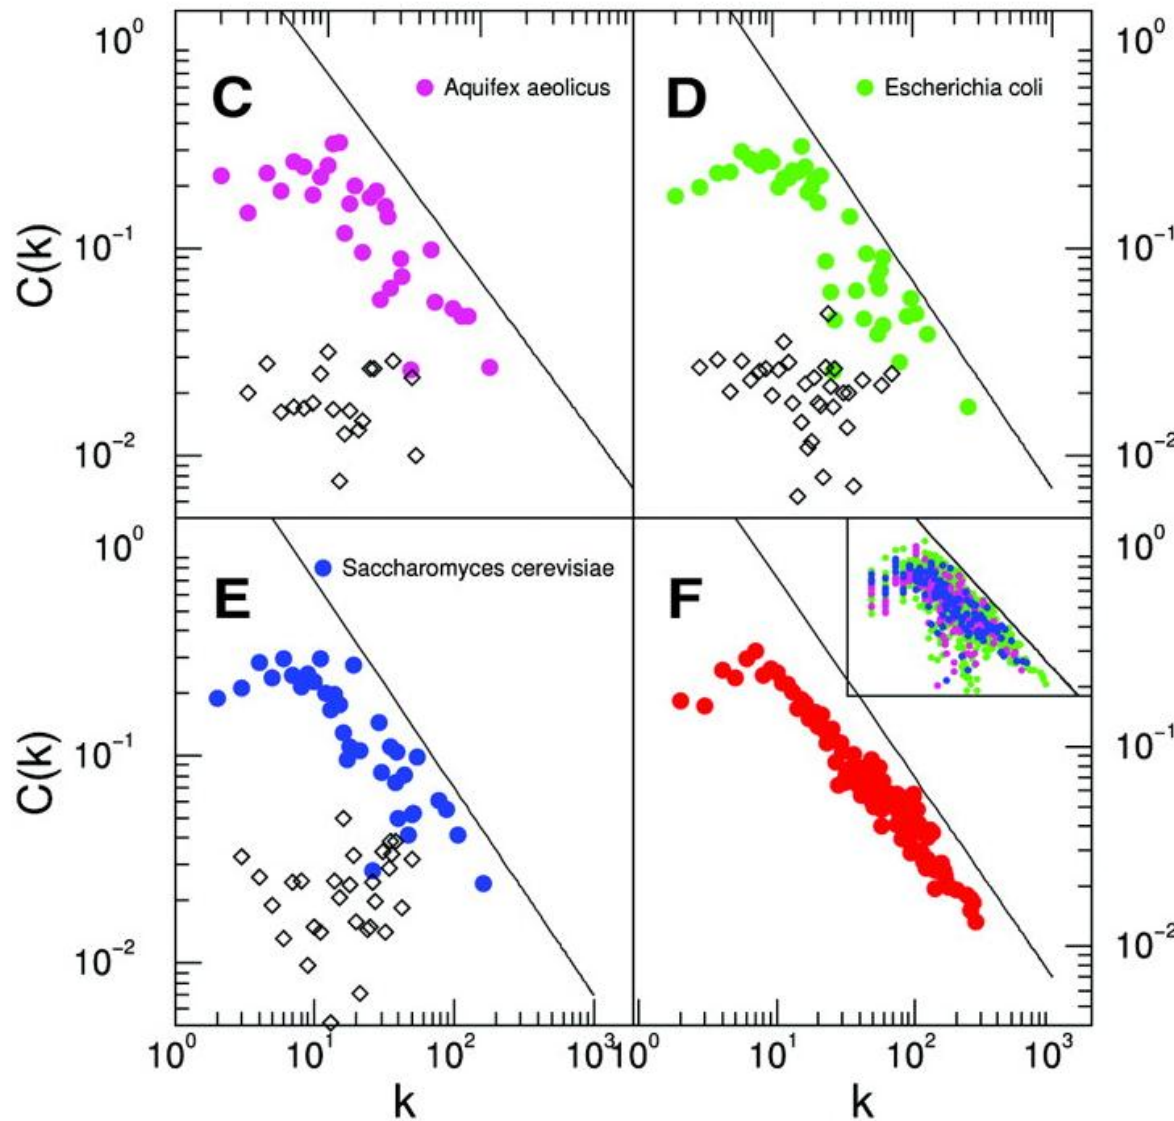 10⁰ 10⁰
C Aquifex aeolicus D Escherichia coli
C(k)
10⁻¹ 10⁻¹
10⁻² 10⁻²
10⁰ 10⁰
E Saccharomyces cerevisiae F
C(k)
10⁻¹ 10⁻¹
10⁻² 10⁻²
10⁰ 10¹ 10² 10³ 10⁰ 10¹ 10² 10³
k k